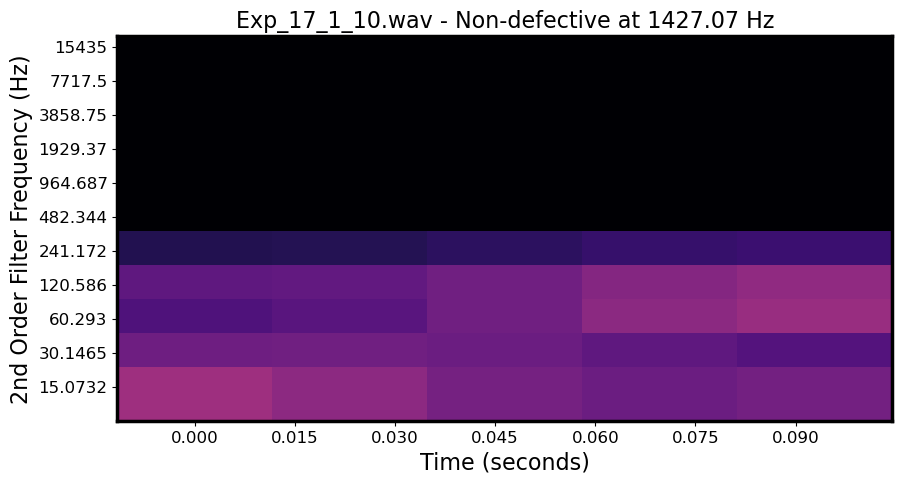 Exp_17_1_10.wav - Non-defective at 1427.07 Hz
2nd Order Filter Frequency (Hz)
15435
7717.5
3858.75
1929.37
964.687
482.344
241.172
120.586
60.293
30.1465
15.0732
0.000 0.015 0.030 0.045 0.060 0.075 0.090
Time (seconds)